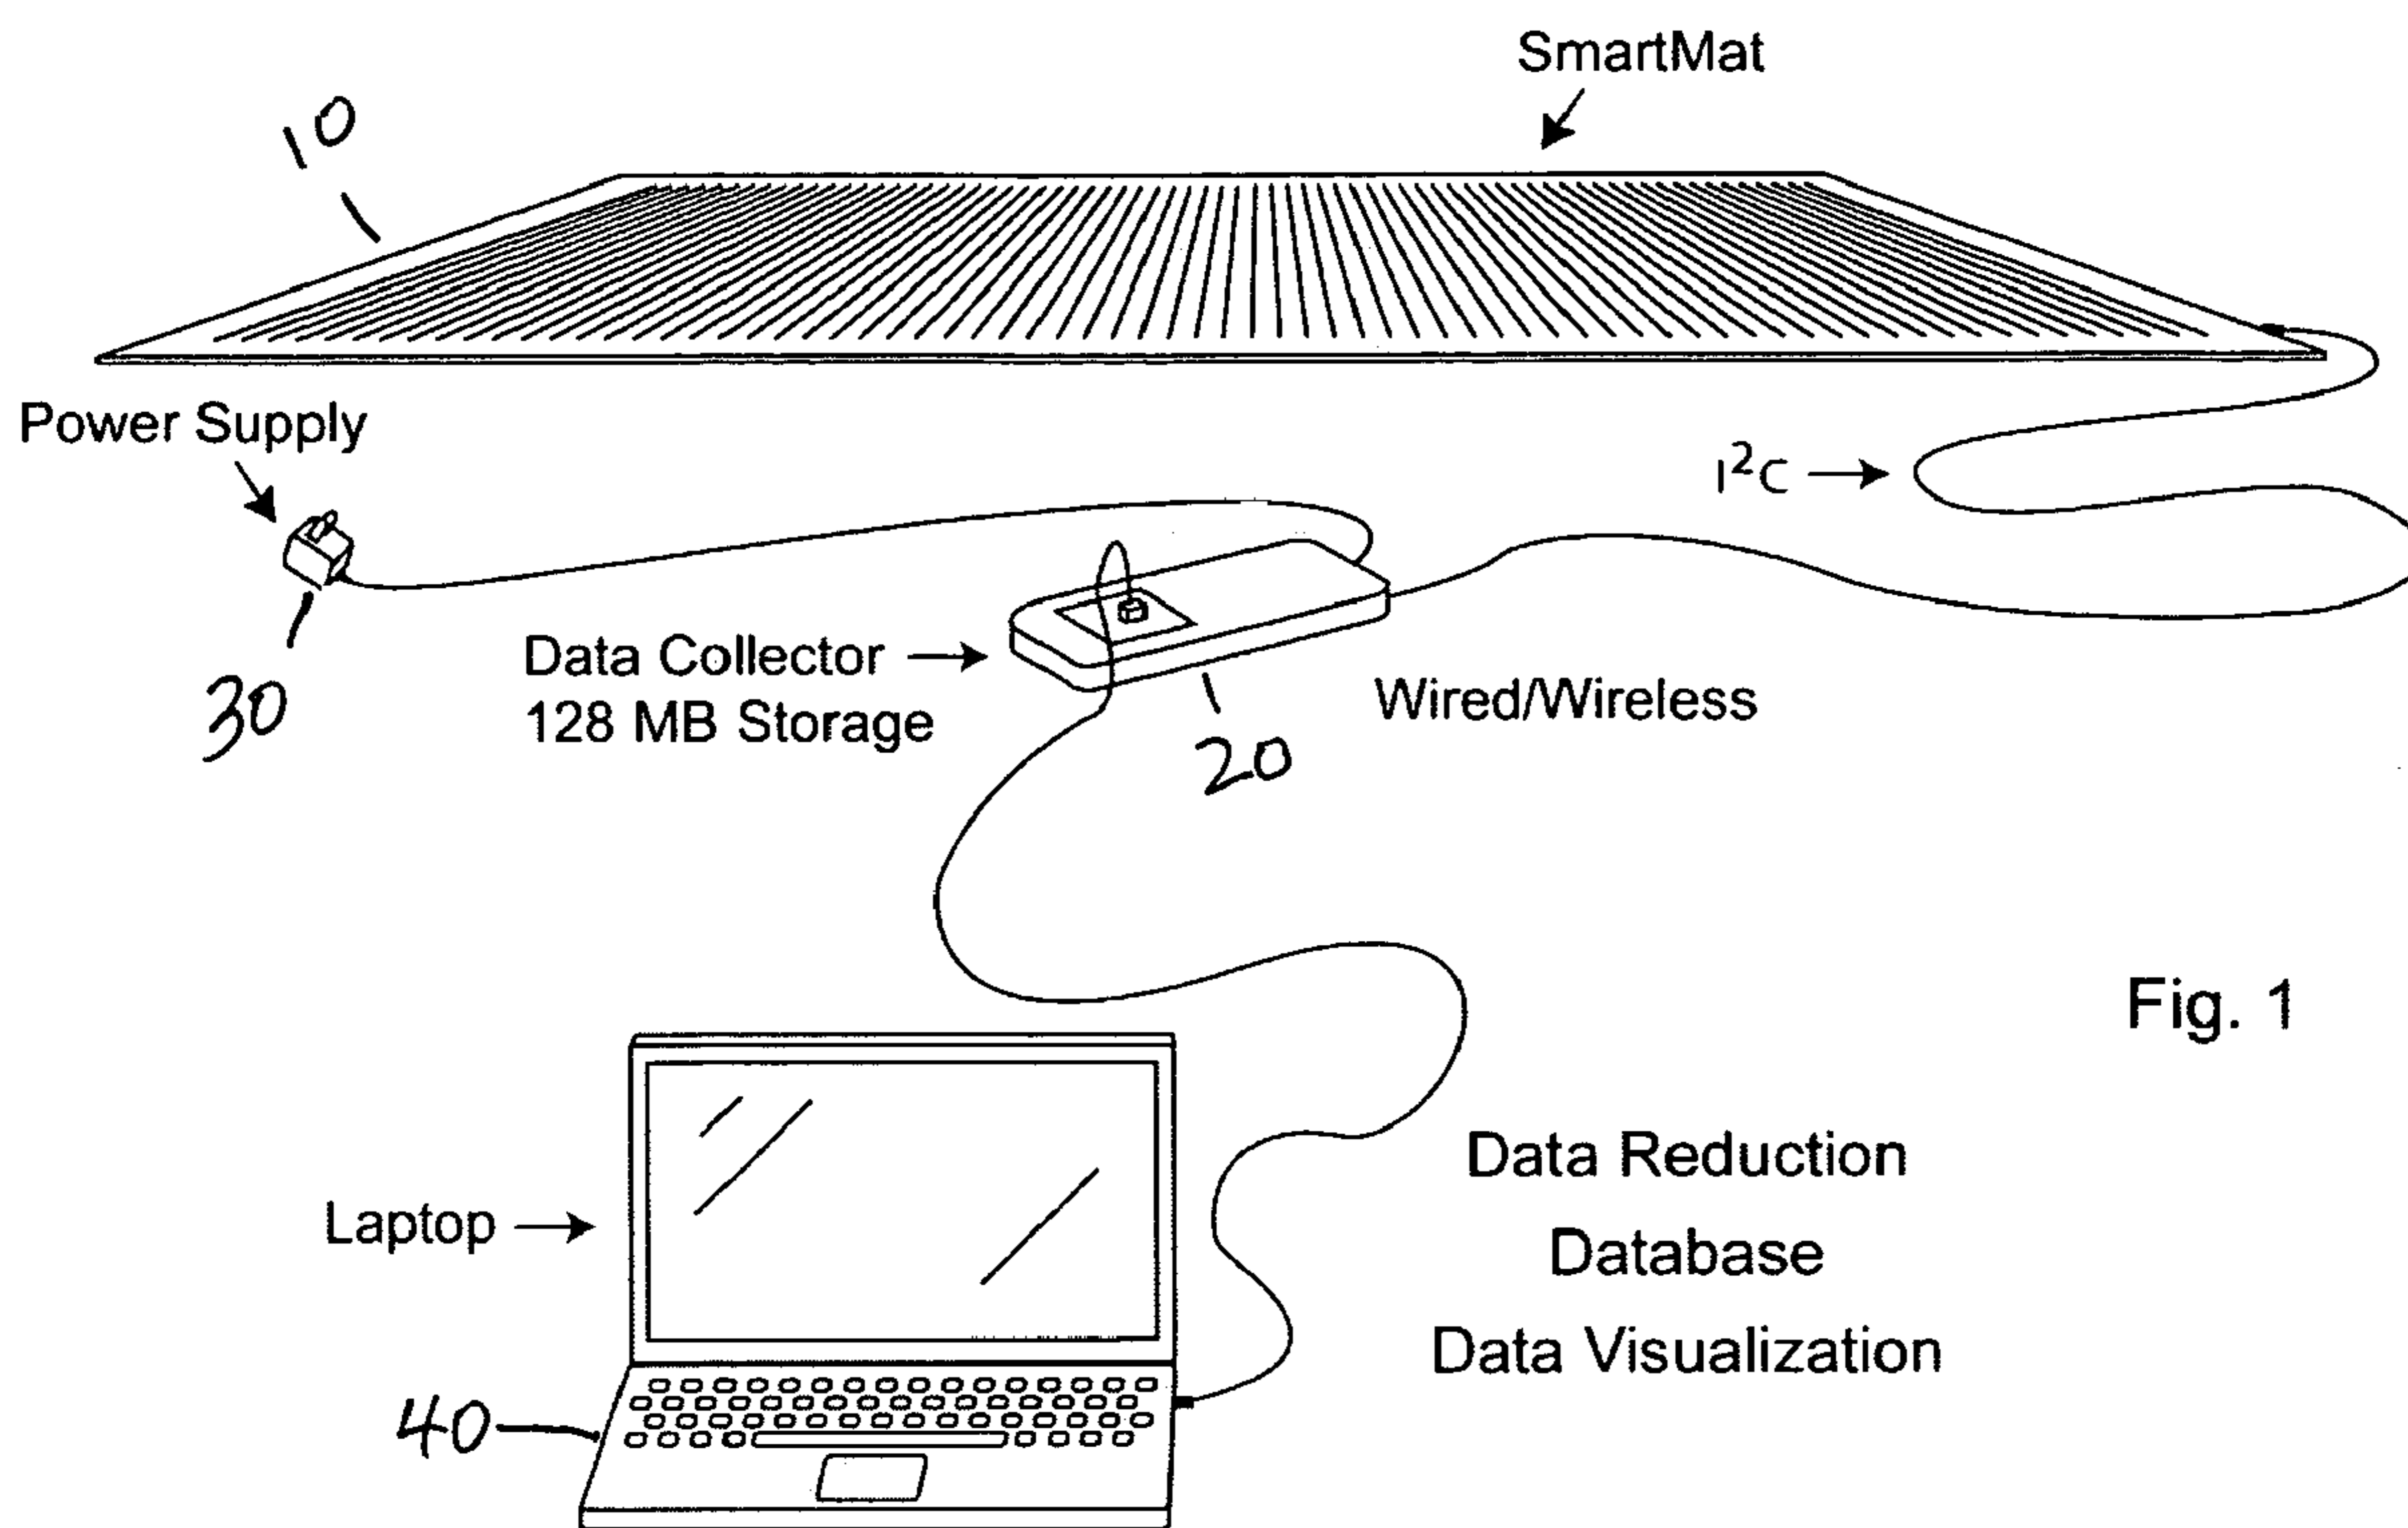 SmartMat
10
Power Supply
I²C
30
Data Collector
128 MB Storage
Wired/Wireless
20
Fig. 1
Laptop
Data Reduction
Database
Data Visualization
40